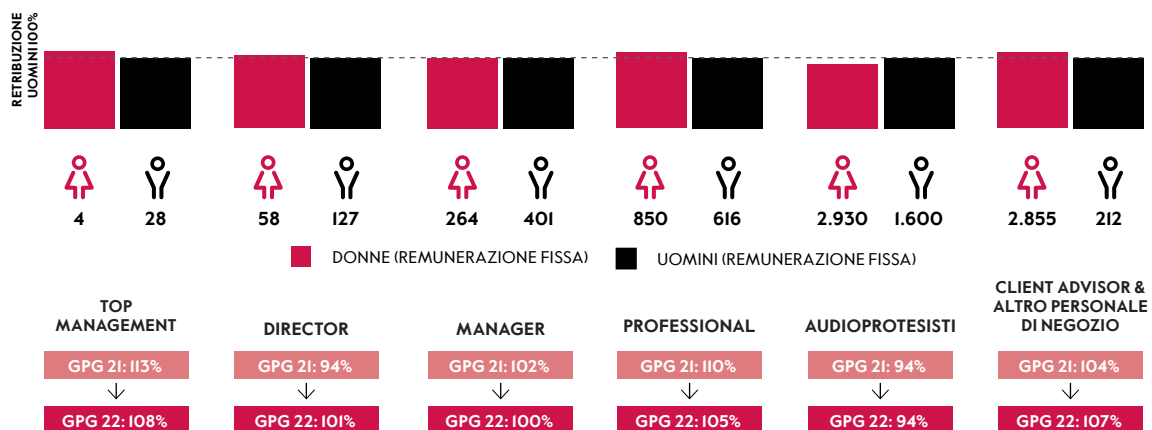 RETRIBUZIONE
UOMINI 100%
4
28
58
127
264
401
850
616
2.930
1.600
2.855
212
DONNE (REMUNERAZIONE FISSA)
UOMINI (REMUNERAZIONE FISSA)
TOP
MANAGEMENT
DIRECTOR
MANAGER
PROFESSIONAL
AUDIOPROTESISTI
CLIENT ADVISOR &
ALTRO PERSONALE
DI NEGOZIO
GPG 21: 113%
GPG 21: 94%
GPG 21: 102%
GPG 21: 110%
GPG 21: 94%
GPG 21: 104%
GPG 22: 108%
GPG 22: 101%
GPG 22: 100%
GPG 22: 105%
GPG 22: 94%
GPG 22: 107%